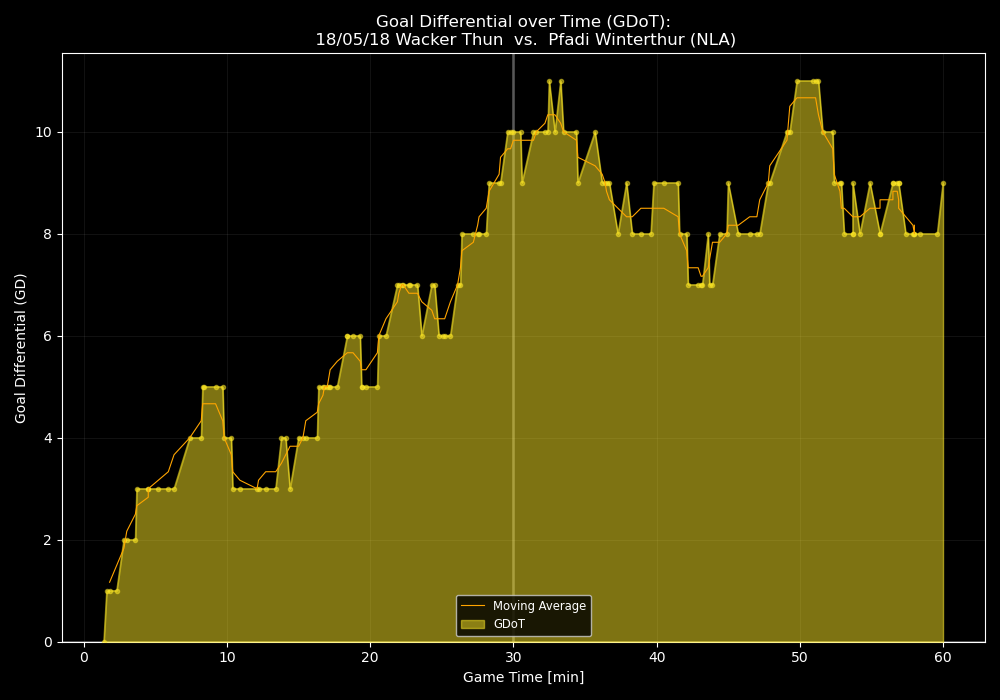 Goal Differential over Time (GDoT):
18/05/18 Wacker Thun  vs.  Pfadi Winterthur (NLA)
Goal Differential (GD)
10
8
6
4
2
0
Moving Average
GDoT
0 10 20 30 40 50 60
Game Time [min]